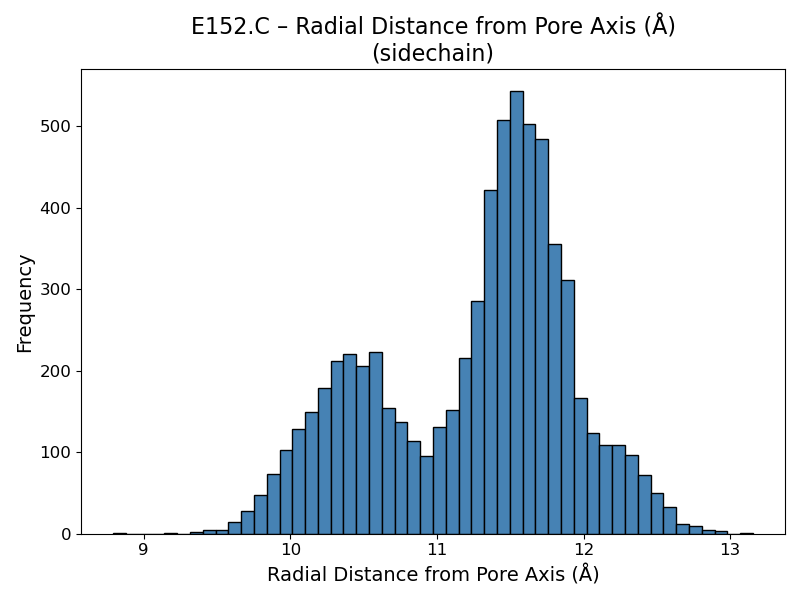 E152.C – Radial Distance from Pore Axis (Å)
(sidechain)
500
400
300
200
100
0
Frequency
9
10
11
12
13
Radial Distance from Pore Axis (Å)